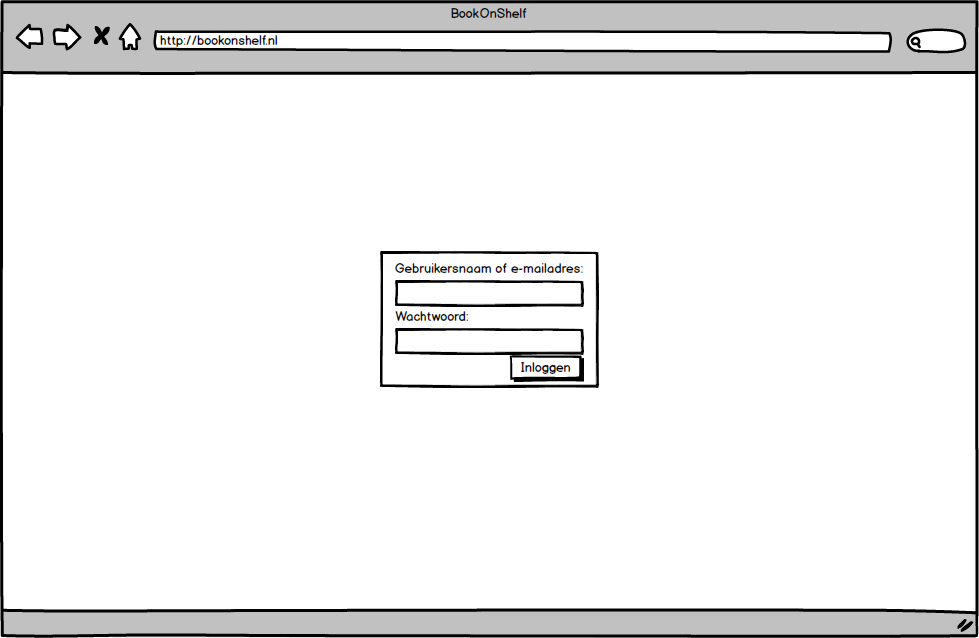 BookOnShelf
http://bookonshelf.nl
Gebruikersnaam of e-mailadres:
Wachtwoord:
Inloggen